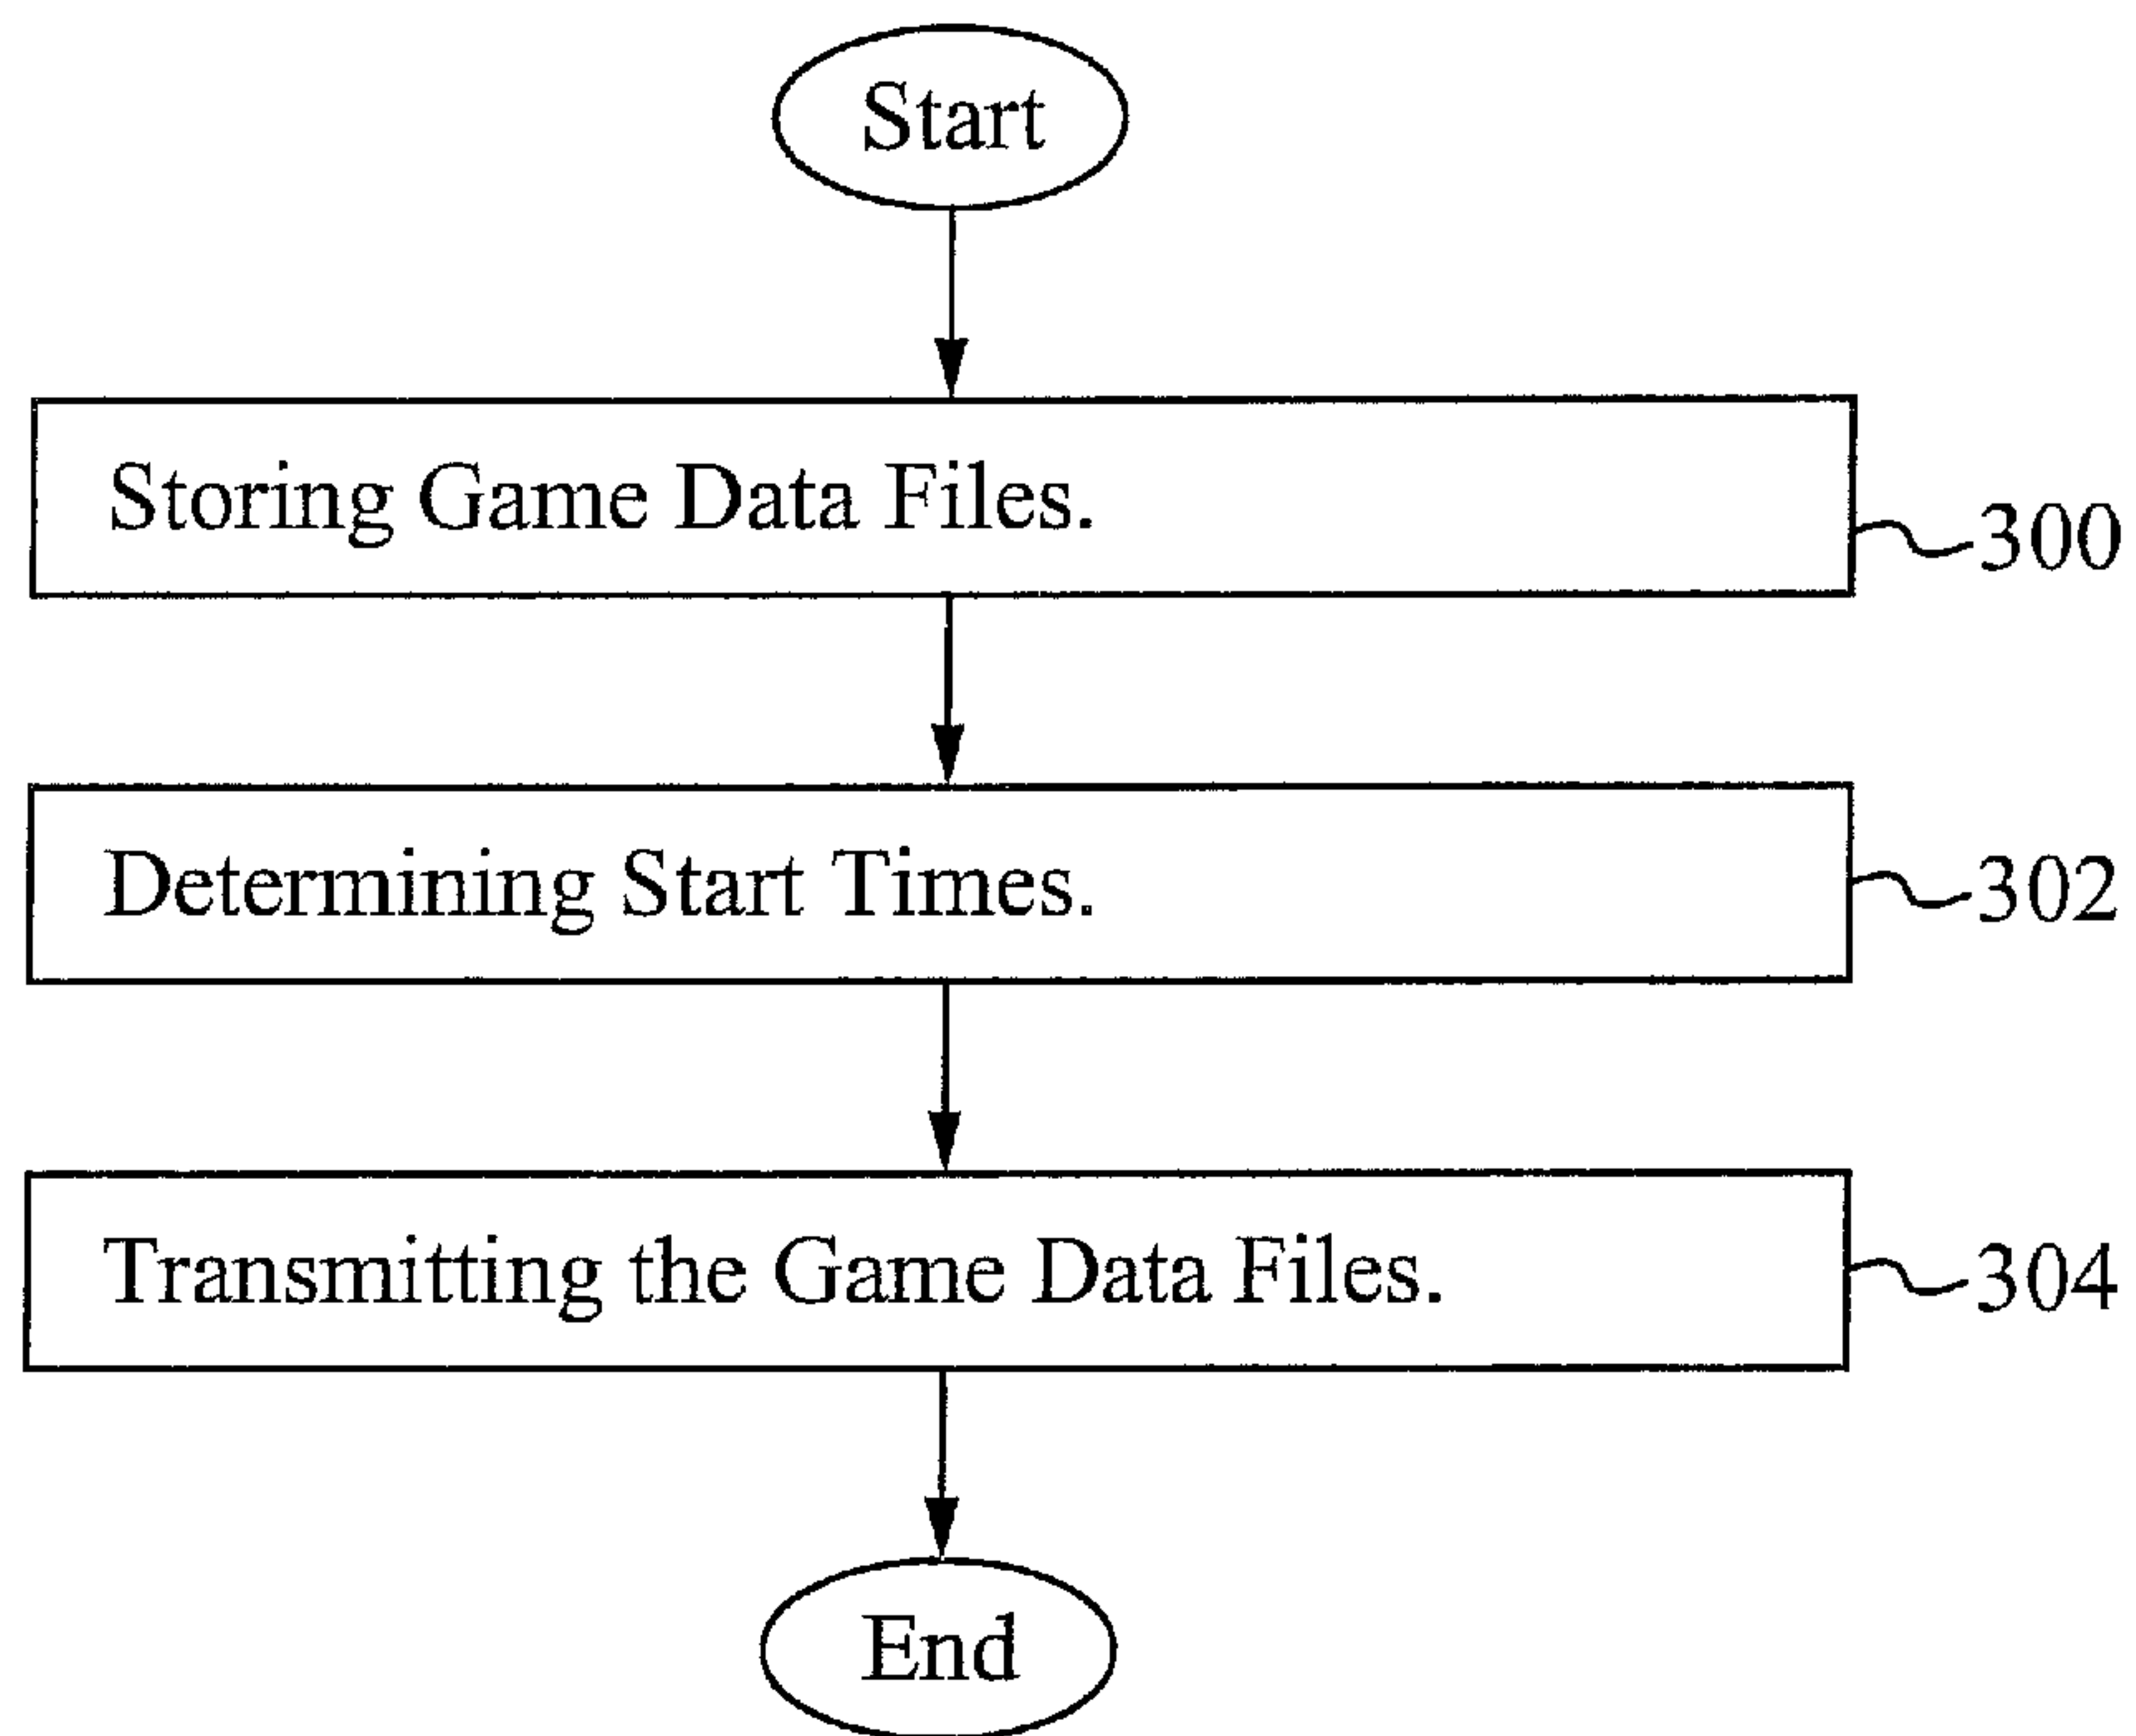 Start
Storing Game Data Files.
300
Determining Start Times.
302
Transmitting the Game Data Files.
304
End